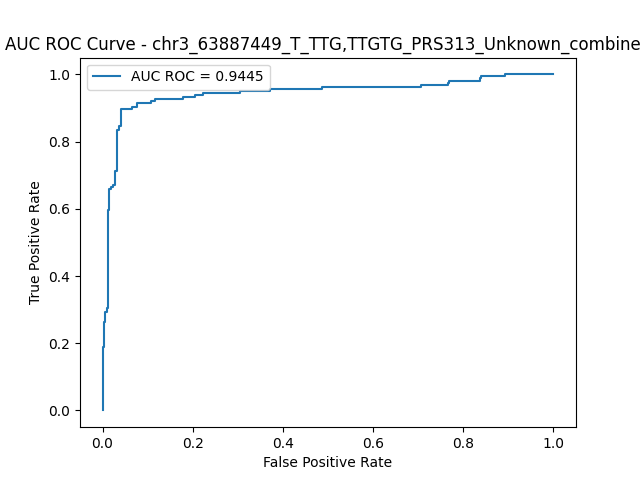 AUC ROC Curve - chr3_63887449_T_TTG,TTGTG_PRS313_Unknown_combine
AUC ROC = 0.9445
1.0
0.8
0.6
0.4
0.2
0.0
True Positive Rate
0.0 0.2 0.4 0.6 0.8 1.0
False Positive Rate